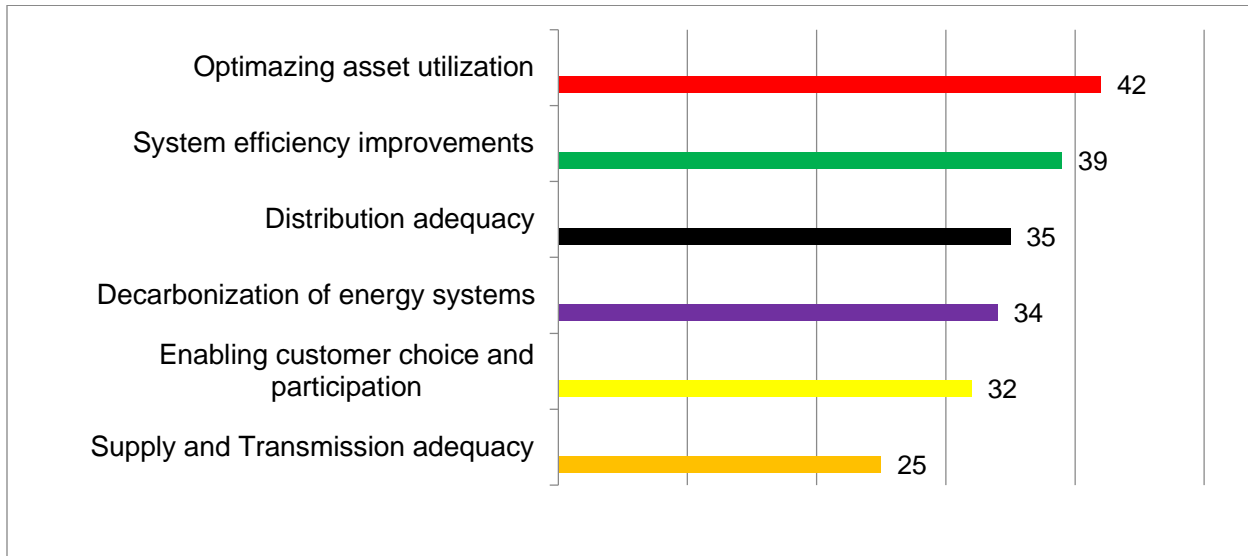 Optimazing asset utilization
42
System efficiency improvements
39
Distribution adequacy
35
Decarbonization of energy systems
34
Enabling customer choice and
participation
32
Supply and Transmission adequacy
25